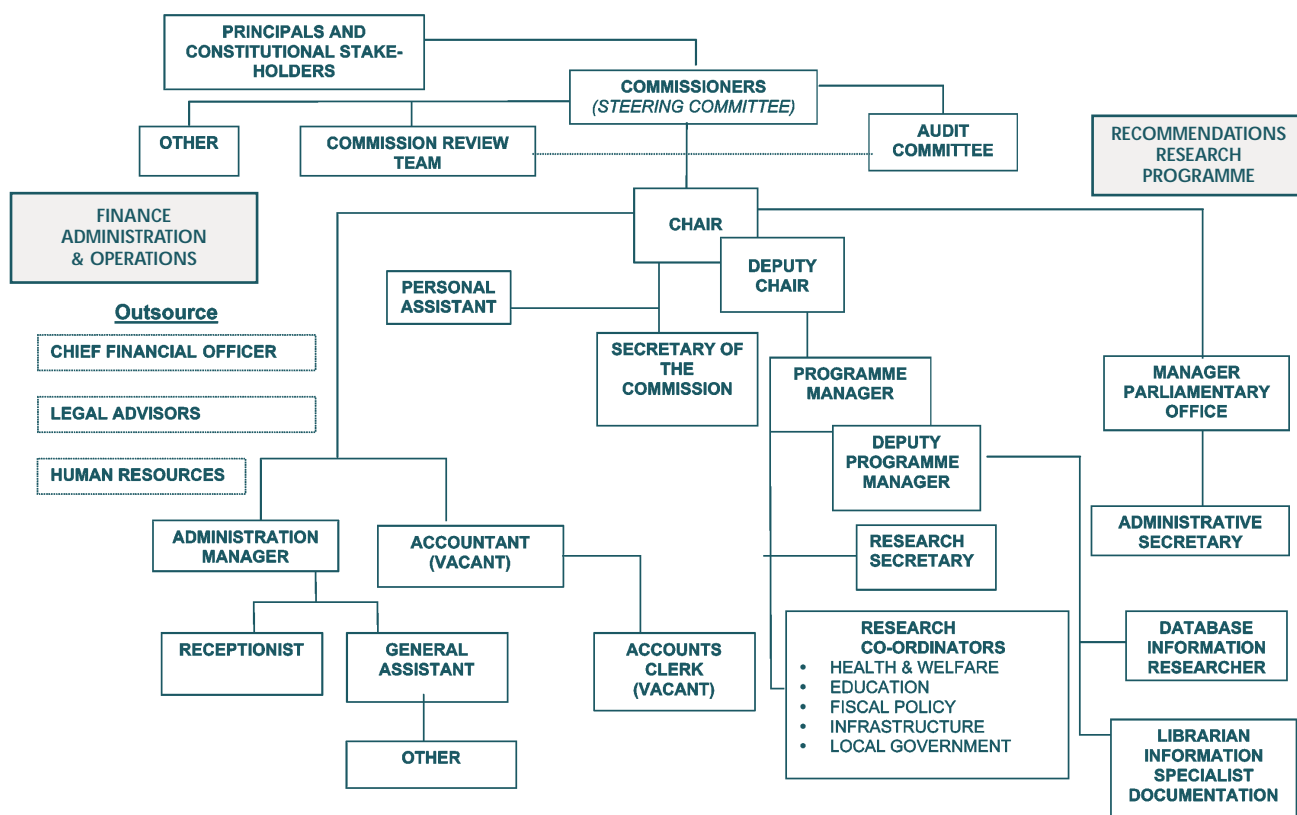 PRINCIPALS AND
CONSTITUTIONAL STAKE-
HOLDERS
COMMISSIONERS
(STEERING COMMITTEE)
OTHER
COMMISSION REVIEW
TEAM
AUDIT
COMMITTEE
RECOMMENDATIONS
RESEARCH
PROGRAMME
FINANCE
ADMINISTRATION
& OPERATIONS
CHAIR
DEPUTY
CHAIR
PERSONAL
ASSISTANT
SECRETARY OF
THE
COMMISSION
Outsource
CHIEF FINANCIAL OFFICER
LEGAL ADVISORS
HUMAN RESOURCES
PROGRAMME
MANAGER
DEPUTY
PROGRAMME
MANAGER
MANAGER
PARLIAMENTARY
OFFICE
ADMINISTRATION
MANAGER
ACCOUNTANT
(VACANT)
RESEARCH
SECRETARY
ADMINISTRATIVE
SECRETARY
RECEPTIONIST
GENERAL
ASSISTANT
ACCOUNTS
CLERK
(VACANT)
RESEARCH
CO-ORDINATORS
• HEALTH & WELFARE
• EDUCATION
• FISCAL POLICY
• INFRASTRUCTURE
• LOCAL GOVERNMENT
DATABASE
INFORMATION
RESEARCHER
OTHER
LIBRARIAN
INFORMATION
SPECIALIST
DOCUMENTATION